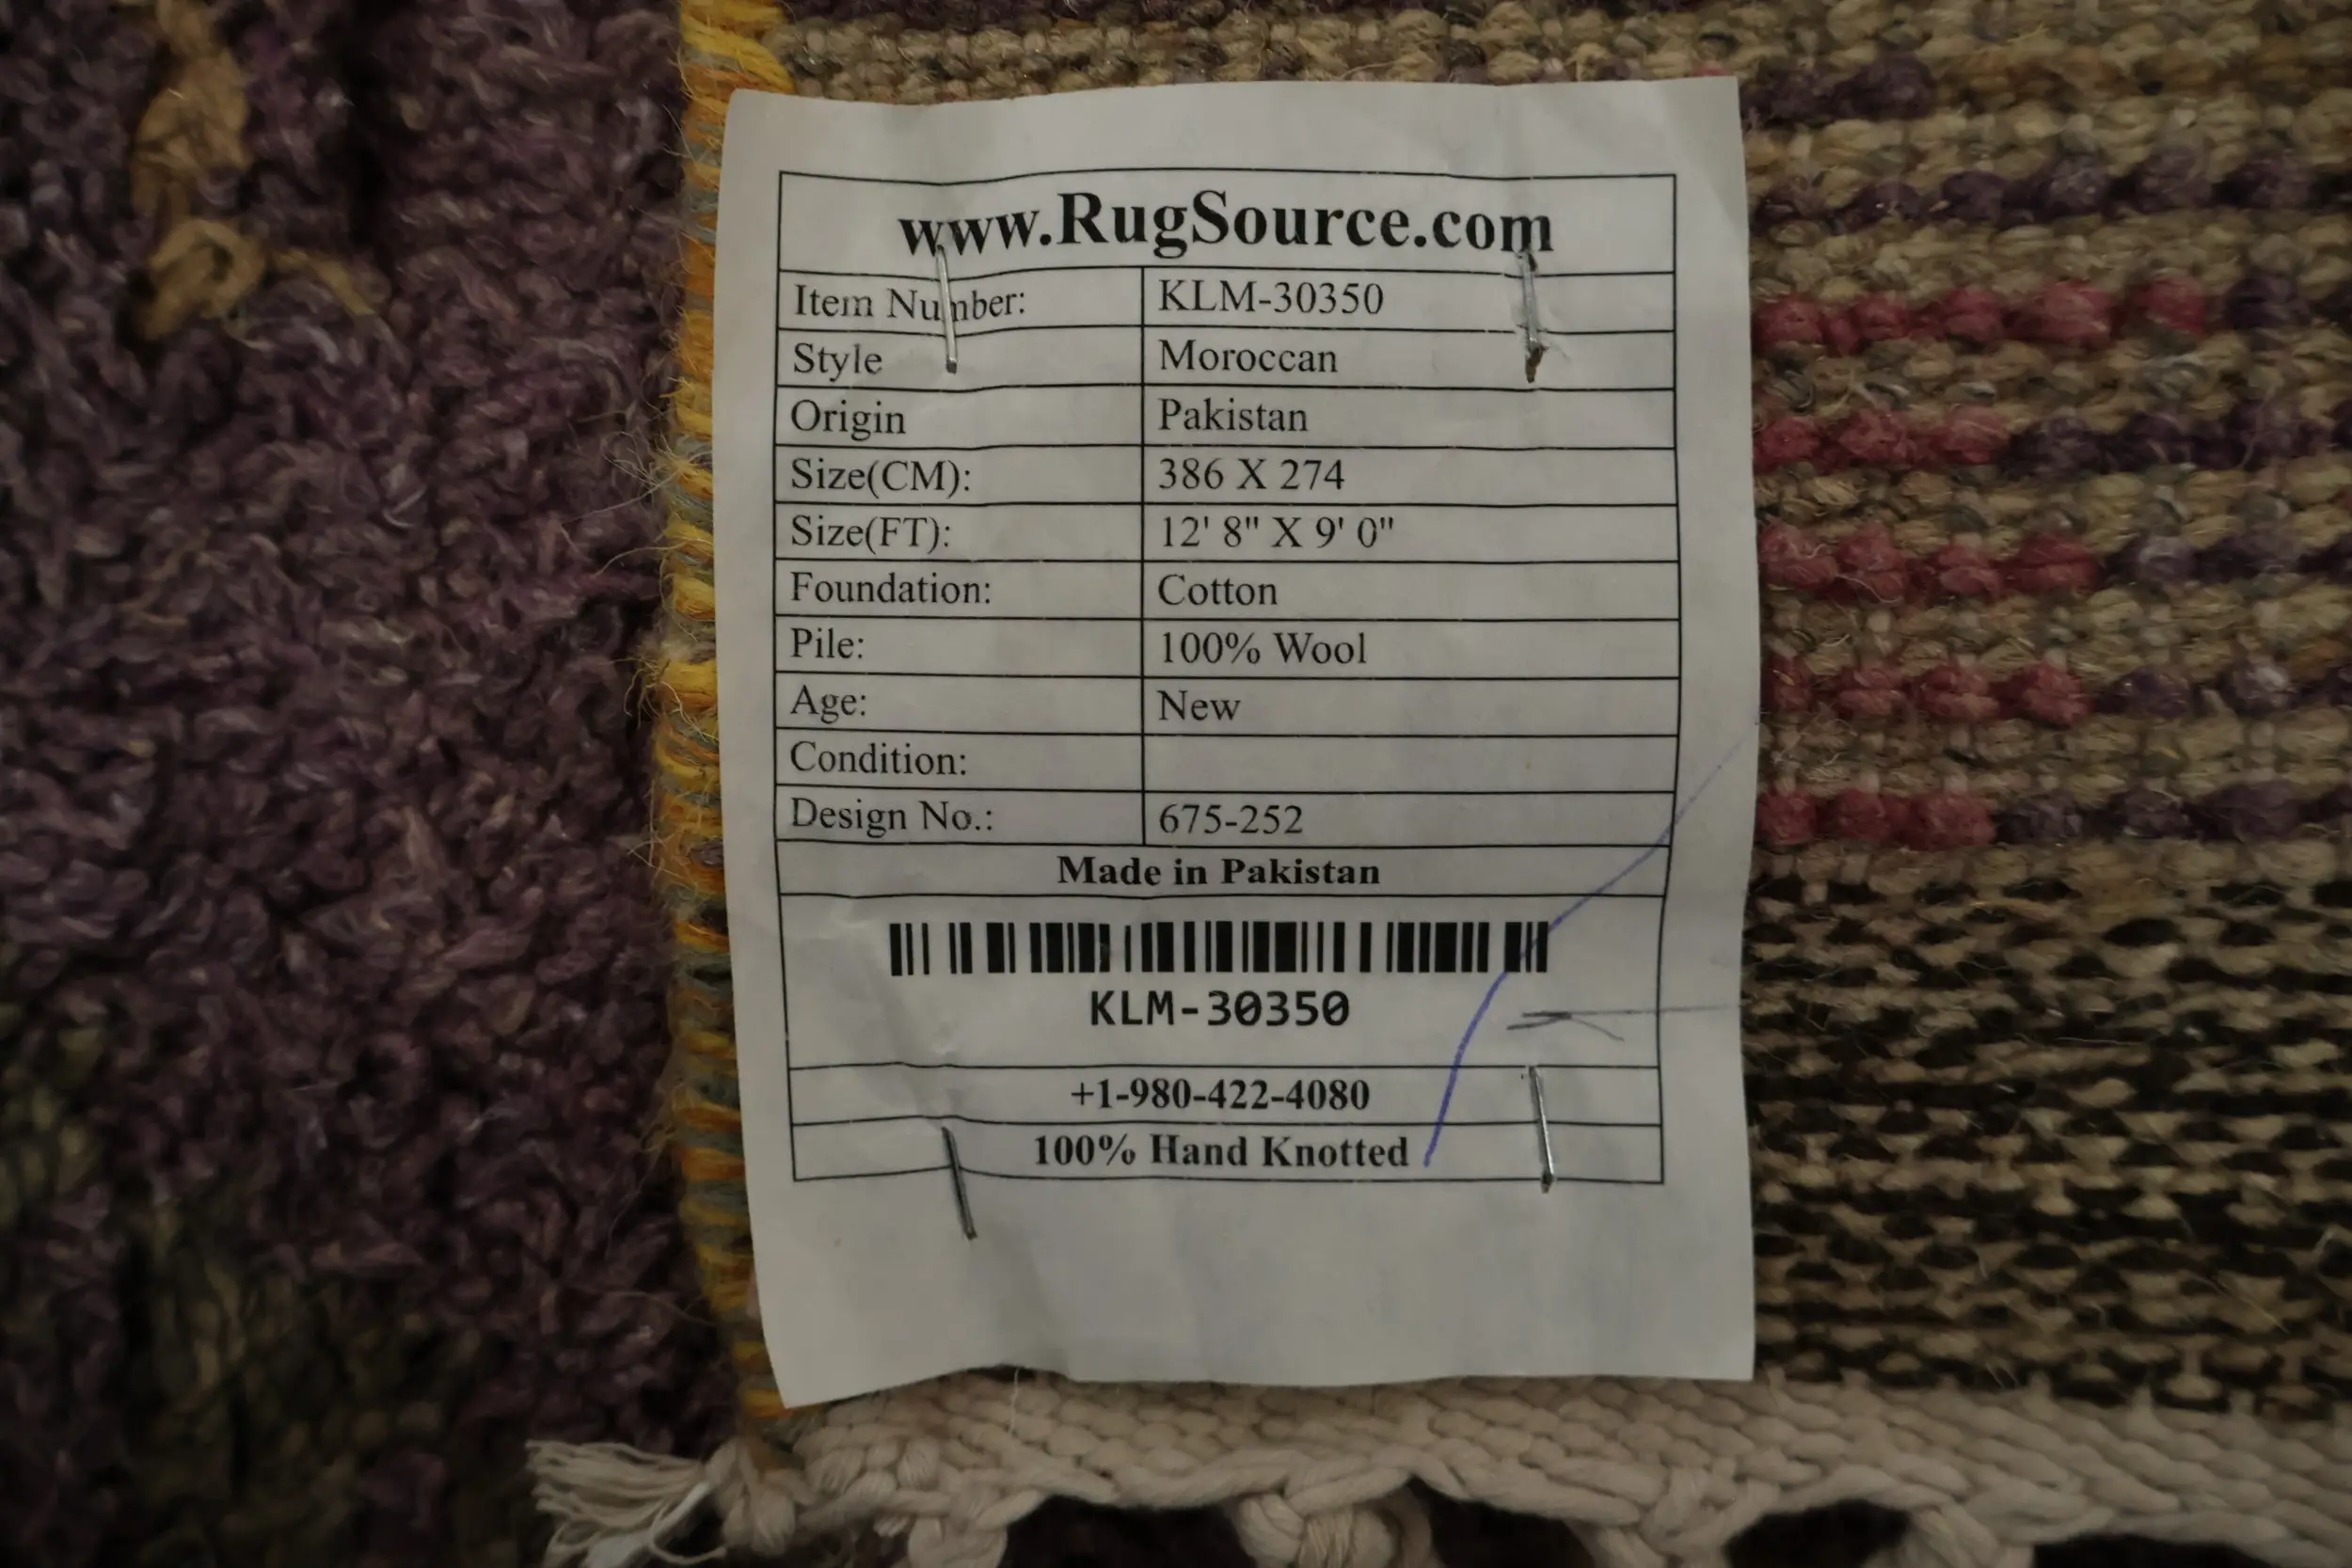 www.RugSource.com
Item Number: KLM-30350
Style Moroccan
Origin Pakistan
Size(CM): 386 X 274
Size(FT): 12' 8" X 9' 0"
Foundation: Cotton
Pile: 100% Wool
Age: New
Condition:
Design No.: 675-252
Made in Pakistan
KLM-30350
+1-980-422-4080
100% Hand Knotted